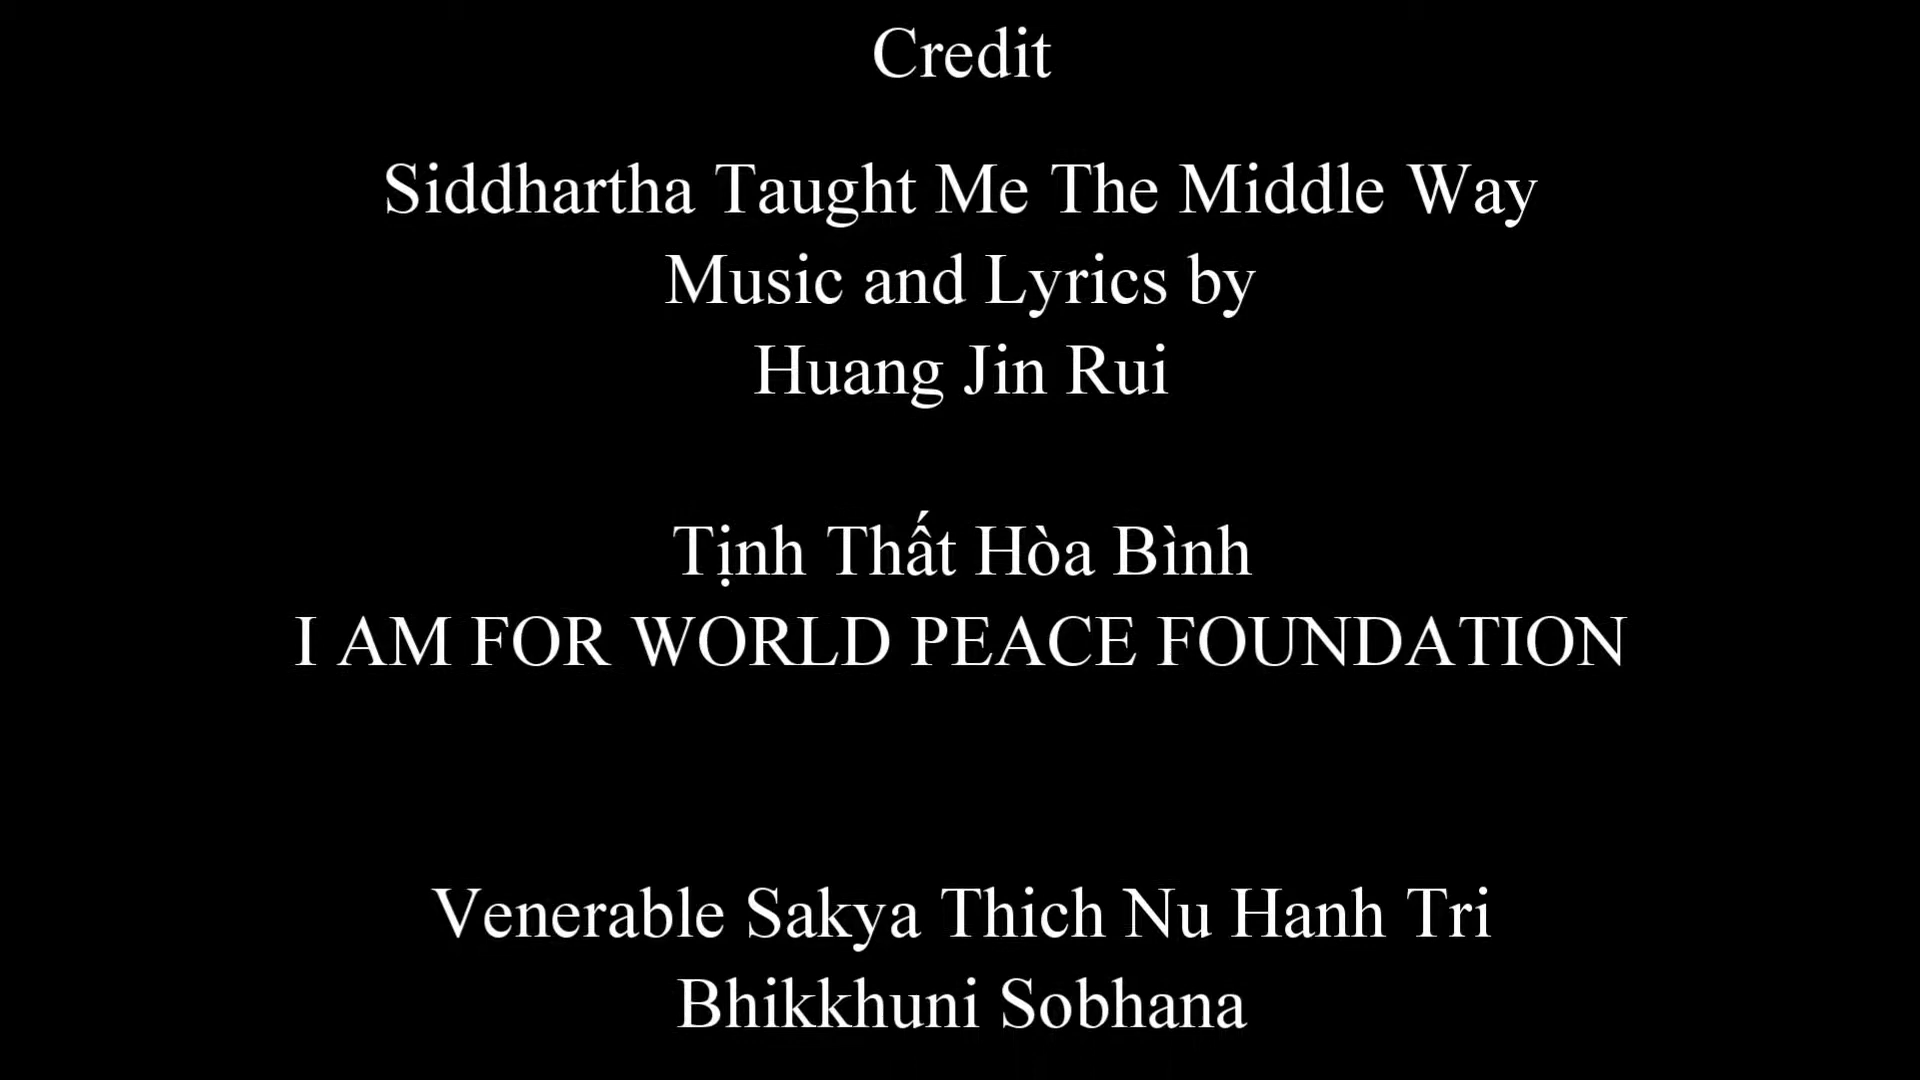 Credit
Siddhartha Taught Me The Middle Way
Music and Lyrics by
Huang Jin Rui
Tịnh Thất Hòa Bình
I AM FOR WORLD PEACE FOUNDATION
Venerable Sakya Thich Nu Hanh Tri
Bhikkhuni Sobhana